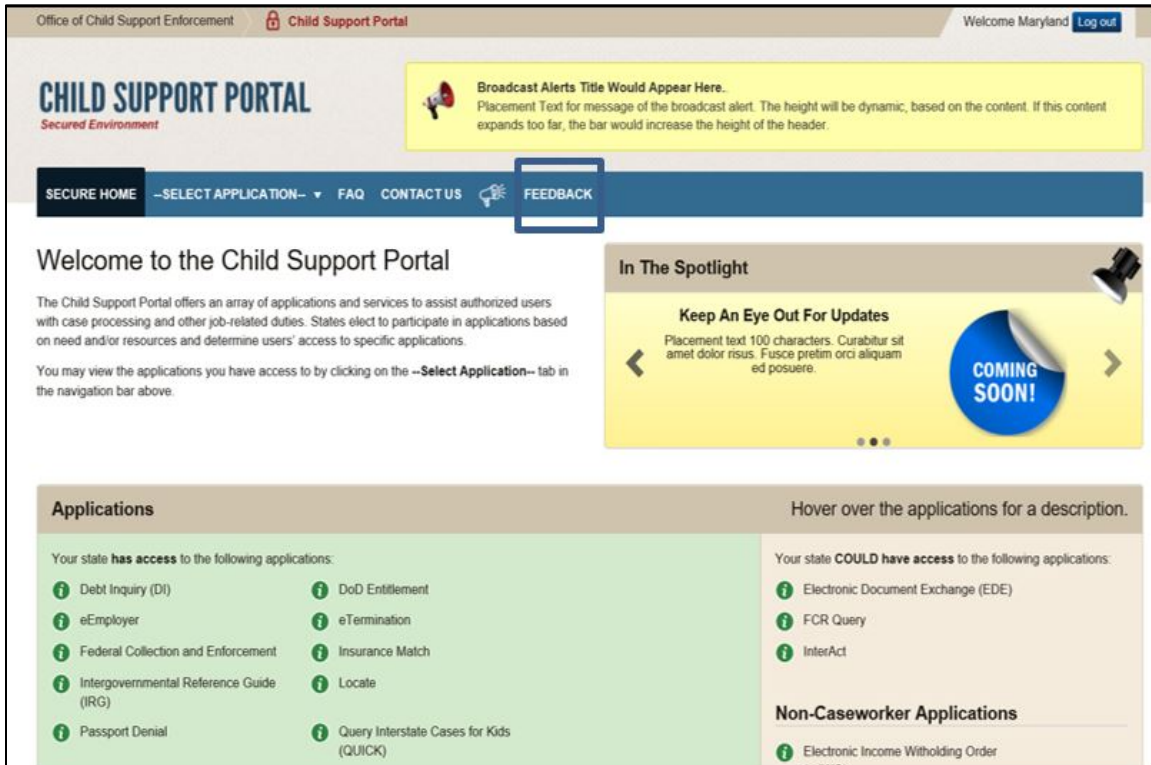 Office of Child Support Enforcement
Child Support Portal
Welcome Maryland Log out
CHILD SUPPORT PORTAL
Secured Environment
Broadcast Alerts Title Would Appear Here.
Placement Text for message of the broadcast alert. The height will be dynamic, based on the content. If this content
expands too far, the bar would increase the height of the header.
SECURE HOME --SELECT APPLICATION-- FAQ CONTACT US FEEDBACK
Welcome to the Child Support Portal
The Child Support Portal offers an array of applications and services to assist authorized users
with case processing and other job-related duties. States elect to participate in applications based
on need and/or resources and determine users' access to specific applications.
You may view the applications you have access to by clicking on the --Select Application-- tab in
the navigation bar above.
In The Spotlight
Keep An Eye Out For Updates
Placement text 100 characters. Curabitur sit
amet dolor risus. Fusce pretim orci aliquam
ed posuere.
COMING
SOON!
Applications
Hover over the applications for a description.
Your state has access to the following applications:
Debt Inquiry (DI)
DoD Entitlement
eEmployer
eTermination
Federal Collection and Enforcement
Insurance Match
Intergovernmental Reference Guide
(IRG)
Locate
Passport Denial
Query Interstate Cases for Kids
(QUICK)
Your state COULD have access to the following applications:
Electronic Document Exchange (EDE)
FCR Query
InterAct
Non-Caseworker Applications
Electronic Income Witholding Order